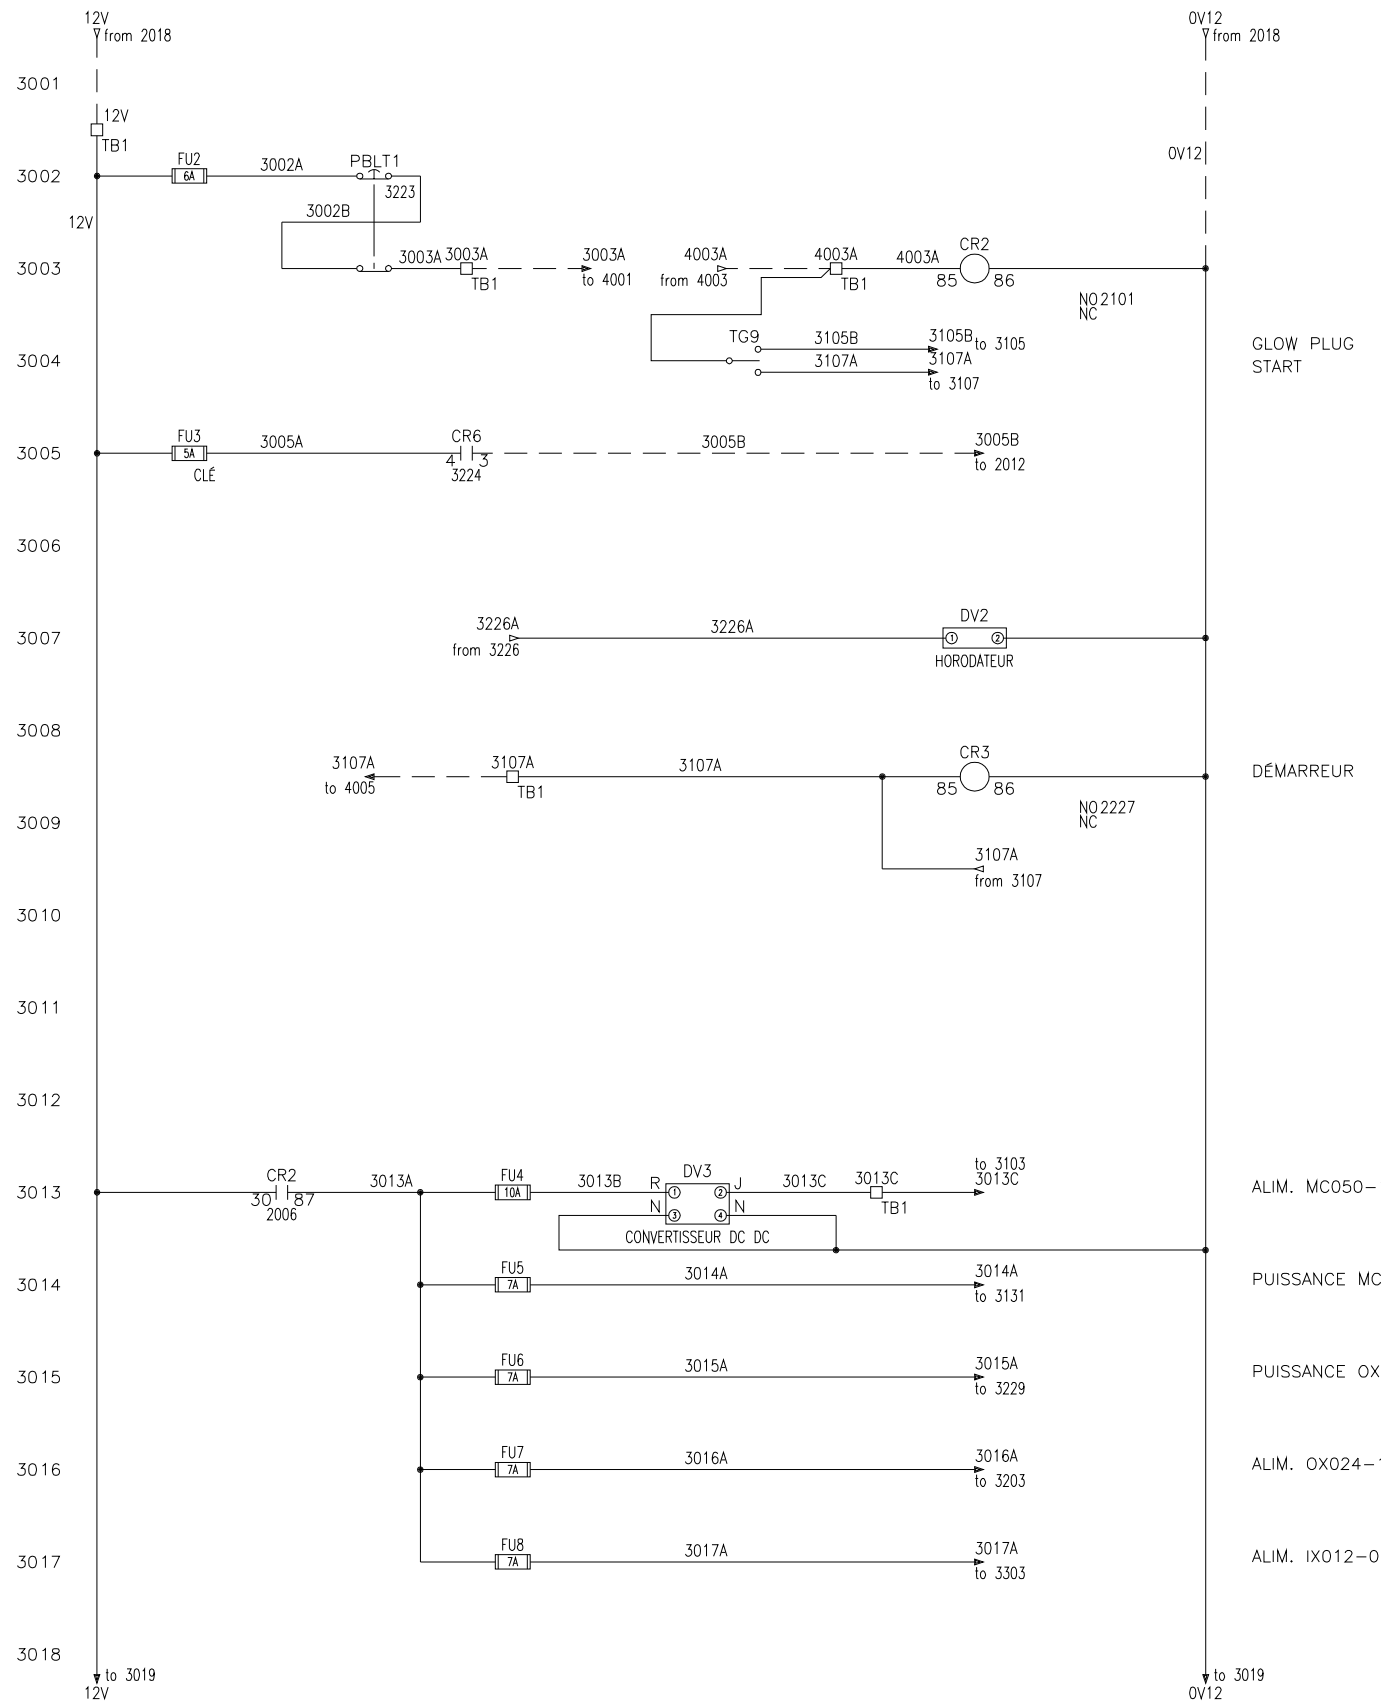 12V
from 2018
0V12
from 2018
3001
12V
TB1
0V12
3002
FU2
6A
3002A
PBLT1
3223
12V
3002B
3003
3003A
3003A
TB1
3003A
to 4001
4003A
from 4003
4003A
TB1
4003A
CR2
85
86
NO 2101
NC
3004
TG9
3105B
3105B
to 3105
3107A
3107A
to 3107
GLOW PLUG
START
3005
FU3
5A
CLÉ
3005A
CR6
4
3
3224
3005B
3005B
to 2012
3006
3007
3226A
from 3226
3226A
DV2
1
2
HORODATEUR
3008
3107A
to 4005
3107A
TB1
3107A
CR3
85
86
DÉMARREUR
3009
NO 2227
NC
3107A
from 3107
3010
3011
3012
3013
CR2
30
87
2006
3013A
FU4
10A
3013B
DV3
R
1
2
J
N
3
4
N
CONVERTISSEUR DC DC
3013C
3013C
TB1
to 3103
3013C
ALIM. MC050-
3014
FU5
7A
3014A
3014A
to 3131
PUISSANCE MC
3015
FU6
7A
3015A
3015A
to 3229
PUISSANCE OX
3016
FU7
7A
3016A
3016A
to 3203
ALIM. OX024-
3017
FU8
7A
3017A
3017A
to 3303
ALIM. IX012-0
3018
to 3019
12V
to 3019
0V12